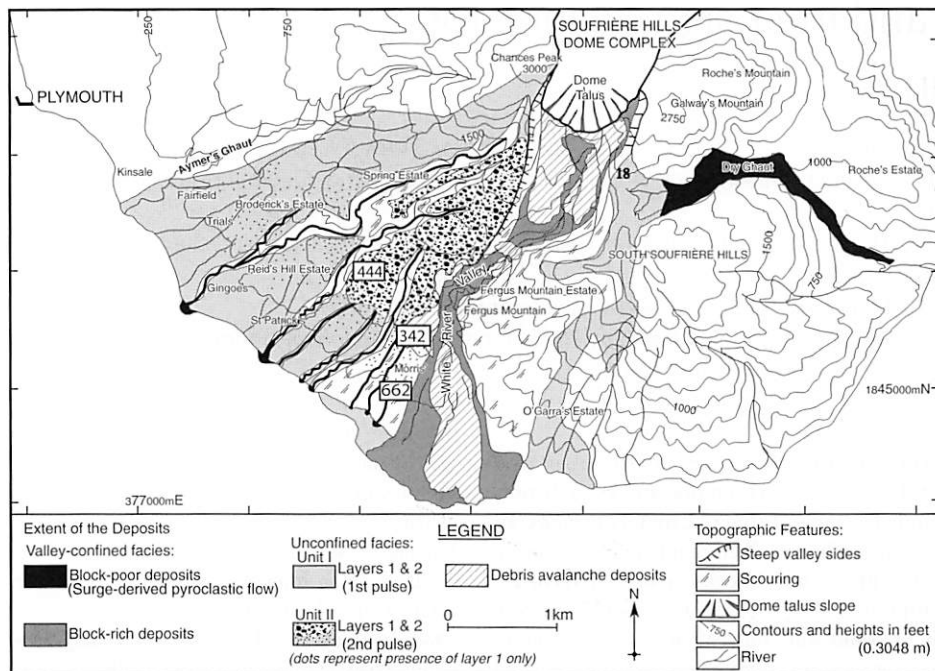 SOUFRIÈRE HILLS
DOME COMPLEX
250
750
Chances Peak
3000
Dome
Talus
Roche's Mountain
Galway's Mountain
2750
PLYMOUTH
Aymer's Ghaut
1500
Kinsale
Spring Estate
18
Dry Ghaut
1000
Roche's Estate
Fairfield
Broderick's Estate
Trials
SOUTH SOUFRIÈRE HILLS
1500
750
Reid's Hill Estate
444
Gingoes
Valley
Fergus Mountain Estate
Fergus Mountain
St Patrick's
342
River
Morris
White
662
1845000mN
O'Garra's Estate
1000
377000mE
Extent of the Deposits
Valley-confined facies:
Block-poor deposits
(Surge-derived pyroclastic flow)
Block-rich deposits
Unconfined facies:
Unit I
Layers 1 & 2
(1st pulse)
Unit II
Layers 1 & 2
(2nd pulse)
(dots represent presence of layer 1 only)
LEGEND
Debris avalanche deposits
0
1km
N
Topographic Features:
Steep valley sides
Scouring
Dome talus slope
750
Contours and heights in feet
(0.3048 m)
River